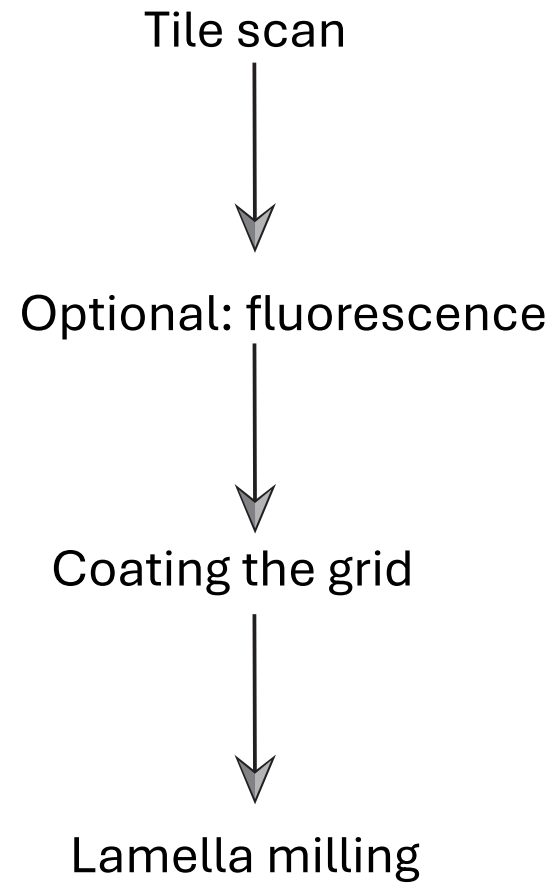 Tile scan
Optional: fluorescence
Coating the grid
Lamella milling